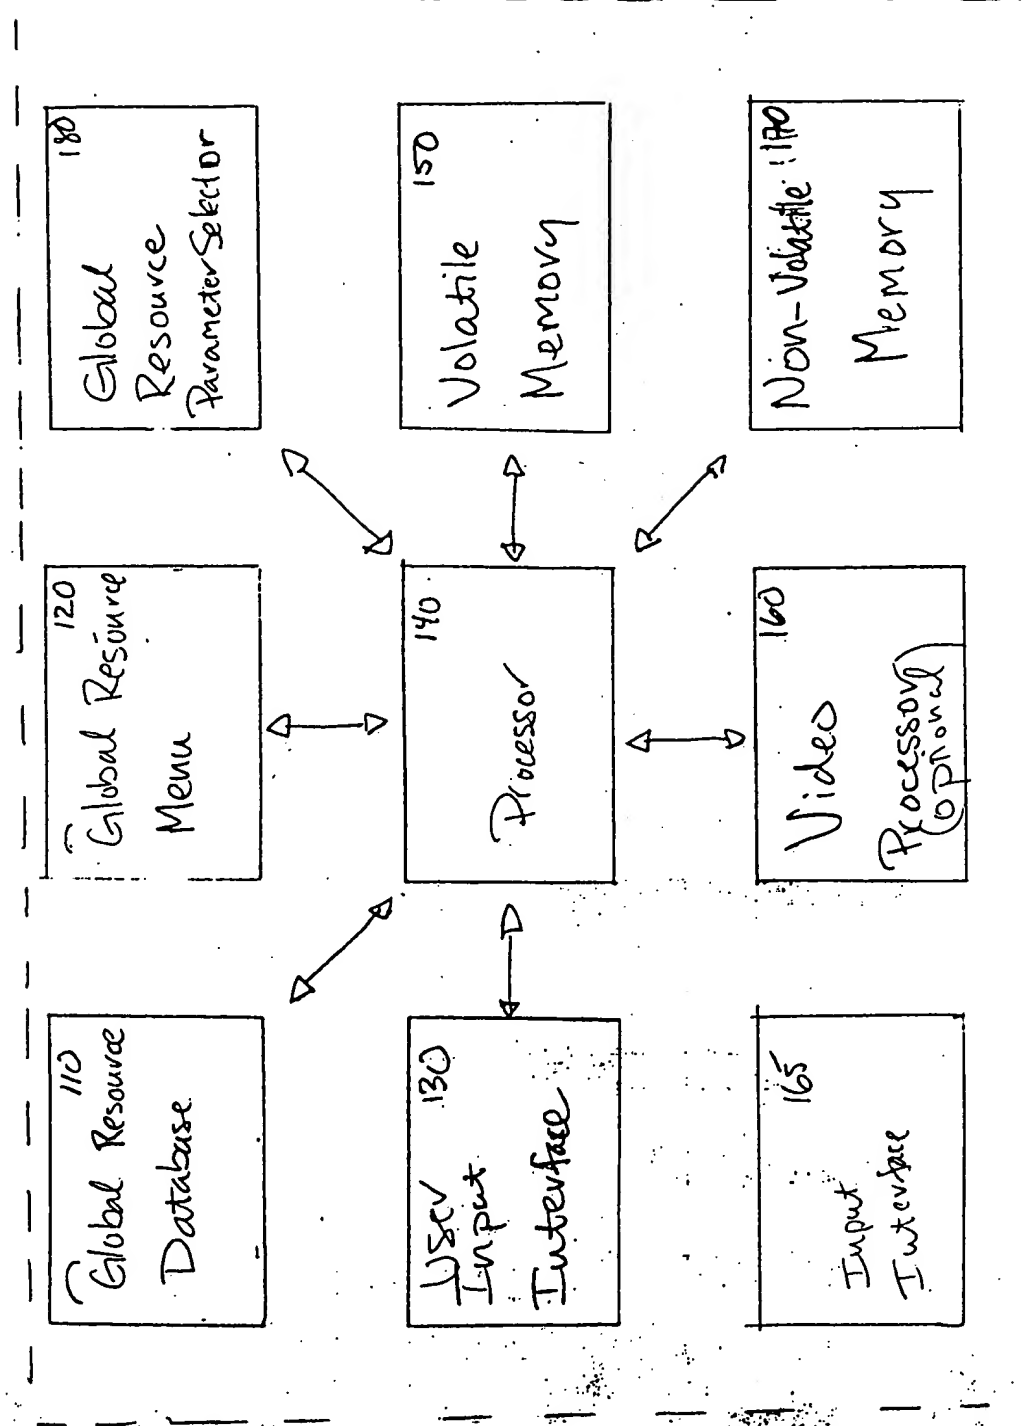 110
Global Resource
Database
120
Global Resource
Menu
180
Global
Resource
Parameter Selector
130
User
Input
Interface
140
Processor
150
Volatile
Memory
165
Input
Interface
160
Video
Processor
(optional)
170
Non-Volatile
Memory